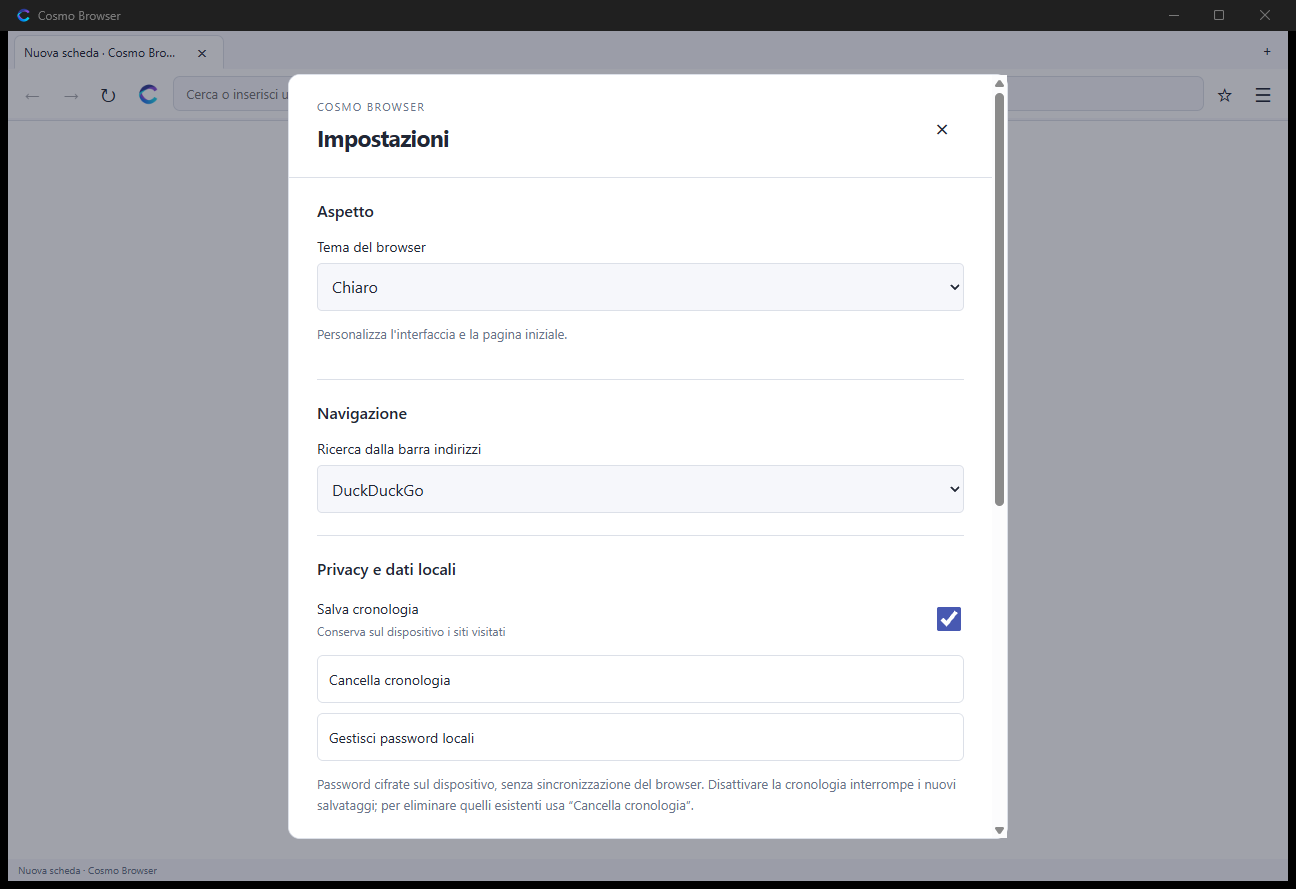 Cosmo Browser
Nuova scheda · Cosmo Bro...
Cerca o inserisci u
COSMO BROWSER
Impostazioni
Aspetto
Tema del browser
Chiaro
Personalizza l'interfaccia e la pagina iniziale.
Navigazione
Ricerca dalla barra indirizzi
DuckDuckGo
Privacy e dati locali
Salva cronologia
Conserva sul dispositivo i siti visitati
Cancella cronologia
Gestisci password locali
Password cifrate sul dispositivo, senza sincronizzazione del browser. Disattivare la cronologia interrompe i nuovi
salvataggi; per eliminare quelli esistenti usa “Cancella cronologia”.
Nuova scheda · Cosmo Browser